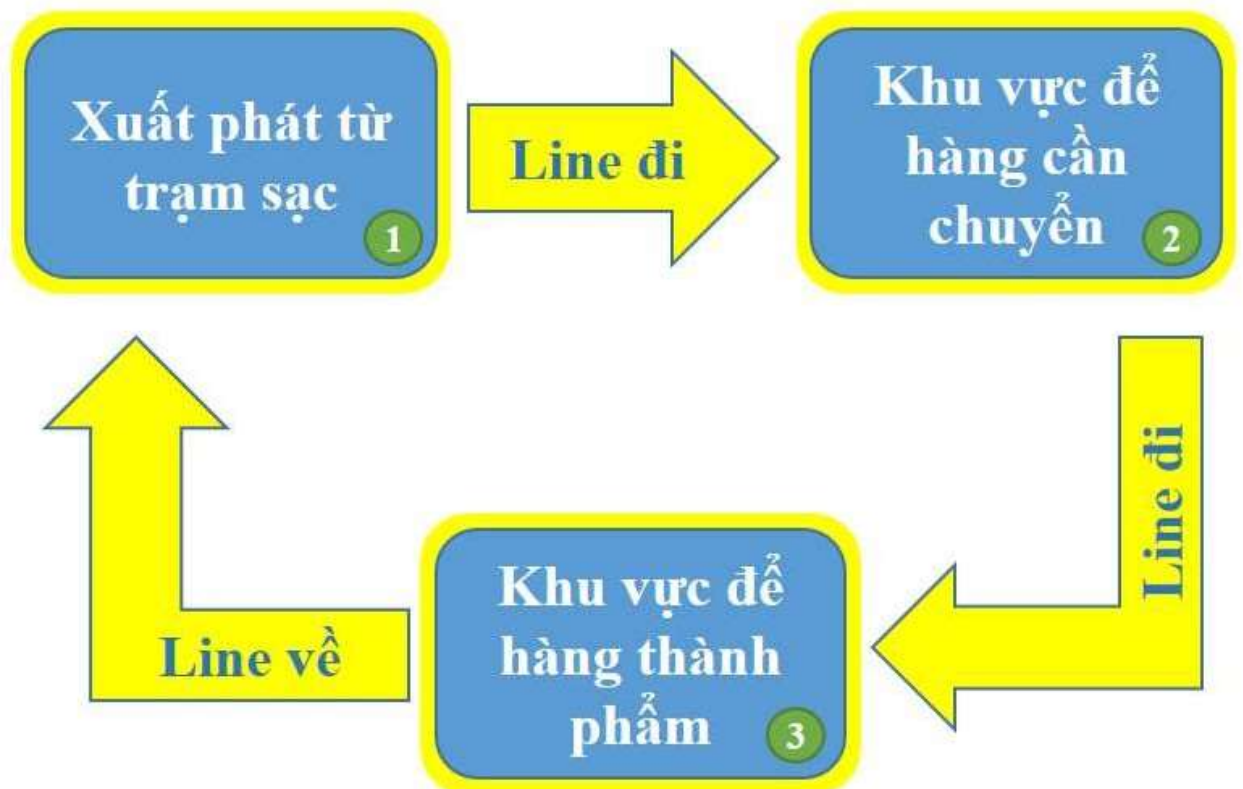 Xuất phát từ
trạm sạc
1
Line đi
Khu vực để
hàng cần
chuyển
2
Line đi
Khu vực để
hàng thành
phẩm
3
Line về